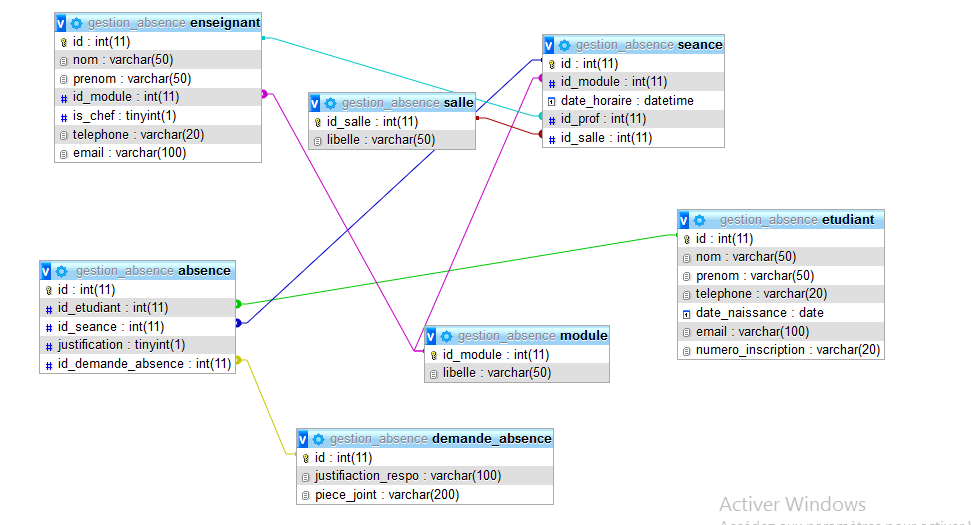 gestion_absence enseignant
id : int(11)
nom : varchar(50)
prenom : varchar(50)
id_module : int(11)
is_chef : tinyint(1)
telephone : varchar(20)
email : varchar(100)
gestion_absence salle
id_salle : int(11)
libelle : varchar(50)
gestion_absence seance
id : int(11)
id_module : int(11)
date_horaire : datetime
id_prof : int(11)
id_salle : int(11)
gestion_absence etudiant
id : int(11)
nom : varchar(50)
prenom : varchar(50)
telephone : varchar(20)
date_naissance : date
email : varchar(100)
numero_inscription : varchar(20)
gestion_absence absence
id : int(11)
id_etudiant : int(11)
id_seance : int(11)
justification : tinyint(1)
id_demande_absence : int(11)
gestion_absence module
id_module : int(11)
libelle : varchar(50)
gestion_absence demande_absence
id : int(11)
justifiaction_respo : varchar(100)
piece_joint : varchar(200)
Activer Windows